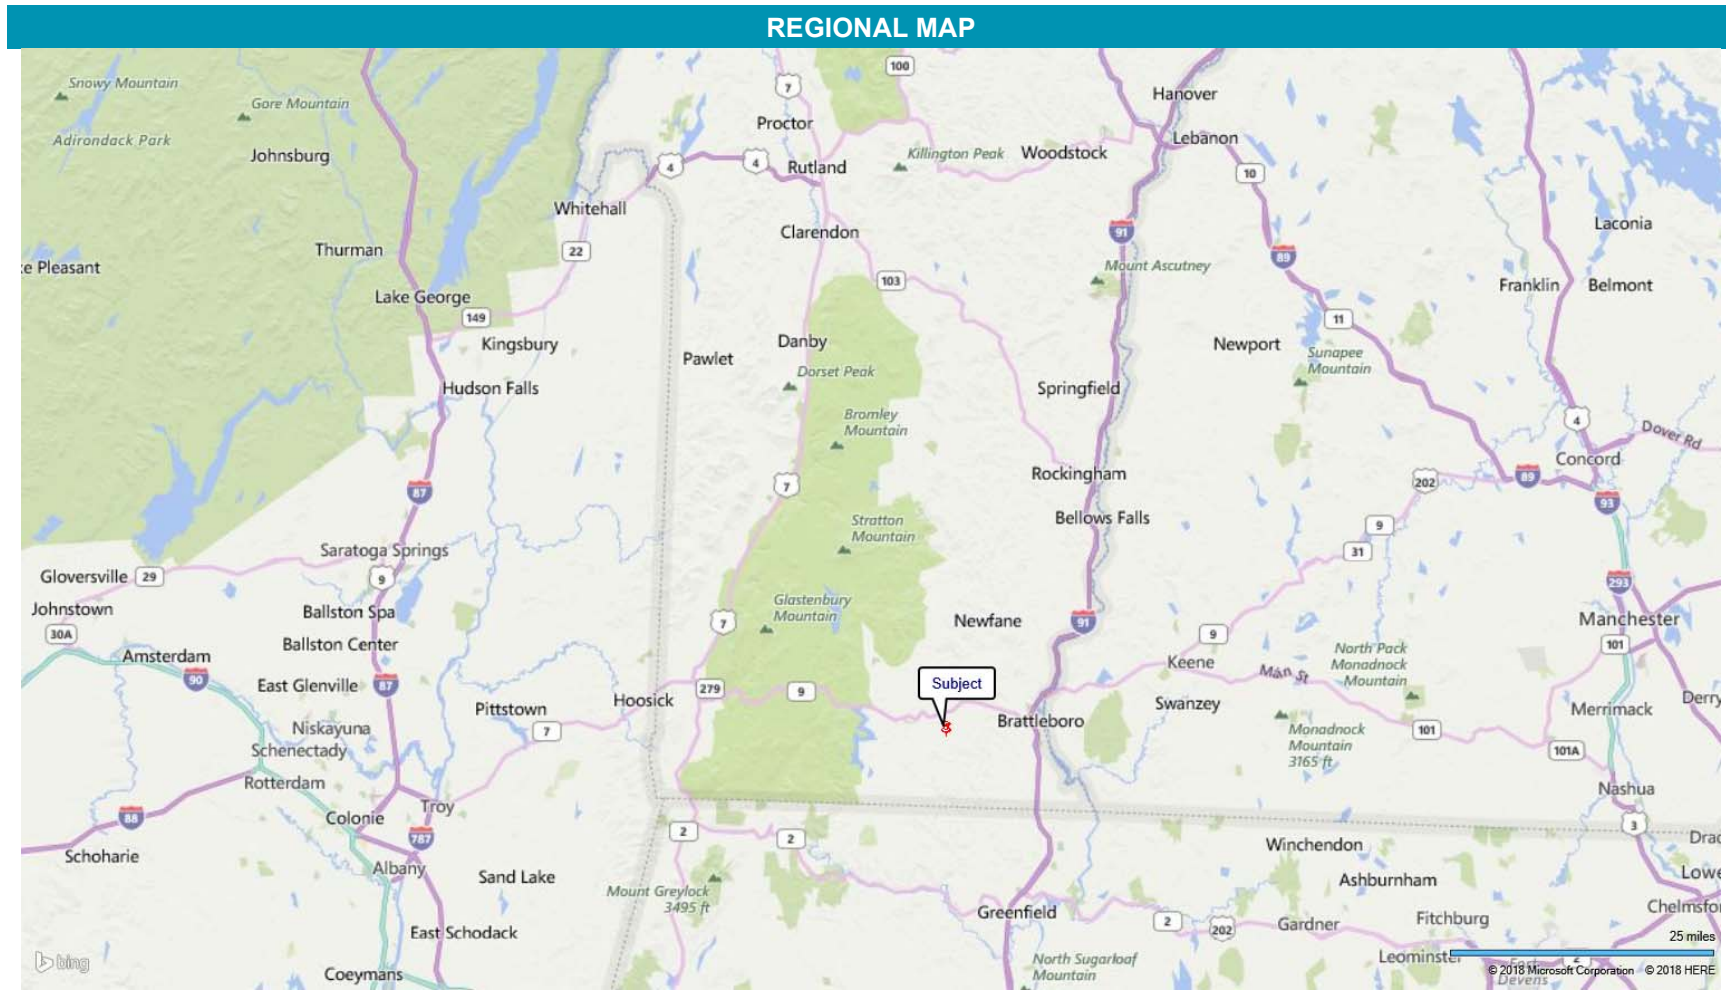 REGIONAL MAP
Snowy Mountain
Gore Mountain
Adirondack Park
Johnsburg
100
7
Hanover
Proctor
Lebanon
4
4
Rutland
Killington Peak
Woodstock
10
Whitehall
Clarendon
91
Laconia
Thurman
22
89
:e Pleasant
Mount Ascutney
103
Franklin
Belmont
Lake George
149
11
Kingsbury
Danby
Newport
Pawlet
Sunapee
Mountain
Dorset Peak
Hudson Falls
Springfield
Bromley
Mountain
4
Dover Rd
Concord
Rockingham
89
202
87
7
93
Bellows Falls
Stratton
Mountain
9
Saratoga Springs
31
Gloversville
29
9
293
Johnstown
Ballston Spa
Glastenbury
Mountain
Newfane
7
91
Manchester
30A
9
101
Ballston Center
Amsterdam
North Pack
Monadnock
Mountain
Keene
Man St
90
East Glenville
87
279
9
Subject
Hoosick
Swanzey
Derry
Pittstown
Merrimack
Brattleboro
Niskayuna
7
Monadnock
Mountain
3165 ft
101
101A
Schenectady
Rotterdam
Nashua
Troy
88
Colonie
787
2
2
3
Drac
Winchendon
Schoharie
Albany
Sand Lake
Ashburnham
Lowe
Mount Greylock
3495 ft
Chelmsfor
Greenfield
2
202
Gardner
Fitchburg
East Schodack
25 miles
bing
North Sugarloaf
Mountain
Leominster
2
Fort
Devens
Coeymans
© 2018 Microsoft Corporation © 2018 HERE